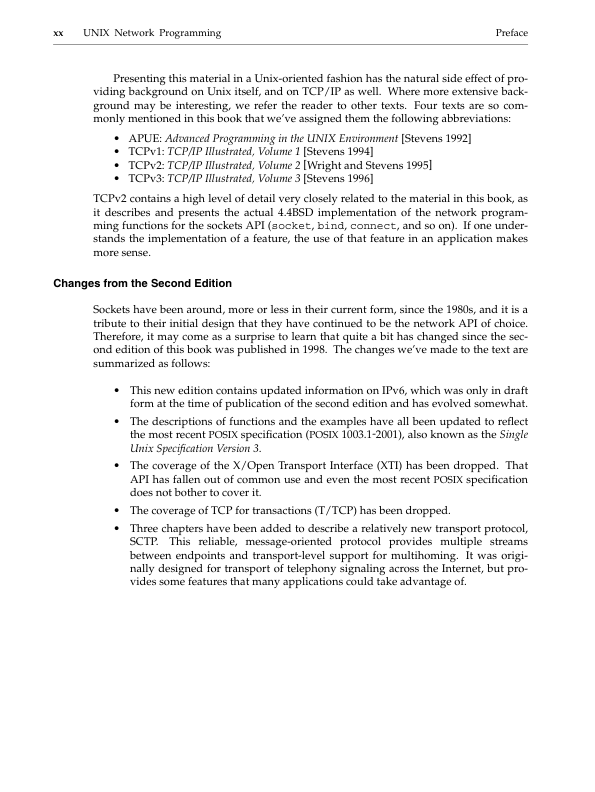 xx UNIX Network Programming Preface
Presenting this material in a Unix-oriented fashion has the natural side effect of pro-
viding background on Unix itself, and on TCP/IP as well. Where more extensive back-
ground may be interesting, we refer the reader to other texts. Four texts are so com-
monly mentioned in this book that we've assigned them the following abbreviations:
• APUE: Advanced Programming in the UNIX Environment [Stevens 1992]
• TCPv1: TCP/IP Illustrated, Volume 1 [Stevens 1994]
• TCPv2: TCP/IP Illustrated, Volume 2 [Wright and Stevens 1995]
• TCPv3: TCP/IP Illustrated, Volume 3 [Stevens 1996]
TCPv2 contains a high level of detail very closely related to the material in this book, as
it describes and presents the actual 4.4BSD implementation of the network program-
ming functions for the sockets API (socket, bind, connect, and so on). If one under-
stands the implementation of a feature, the use of that feature in an application makes
more sense.
Changes from the Second Edition
Sockets have been around, more or less in their current form, since the 1980s, and it is a
tribute to their initial design that they have continued to be the network API of choice.
Therefore, it may come as a surprise to learn that quite a bit has changed since the sec-
ond edition of this book was published in 1998. The changes we've made to the text are
summarized as follows:
• This new edition contains updated information on IPv6, which was only in draft
form at the time of publication of the second edition and has evolved somewhat.
• The descriptions of functions and the examples have all been updated to reflect
the most recent POSIX specification (POSIX 1003.1-2001), also known as the Single
Unix Specification Version 3.
• The coverage of the X/Open Transport Interface (XTI) has been dropped. That
API has fallen out of common use and even the most recent POSIX specification
does not bother to cover it.
• The coverage of TCP for transactions (T/TCP) has been dropped.
• Three chapters have been added to describe a relatively new transport protocol,
SCTP. This reliable, message-oriented protocol provides multiple streams
between endpoints and transport-level support for multihoming. It was origi-
nally designed for transport of telephony signaling across the Internet, but pro-
vides some features that many applications could take advantage of.